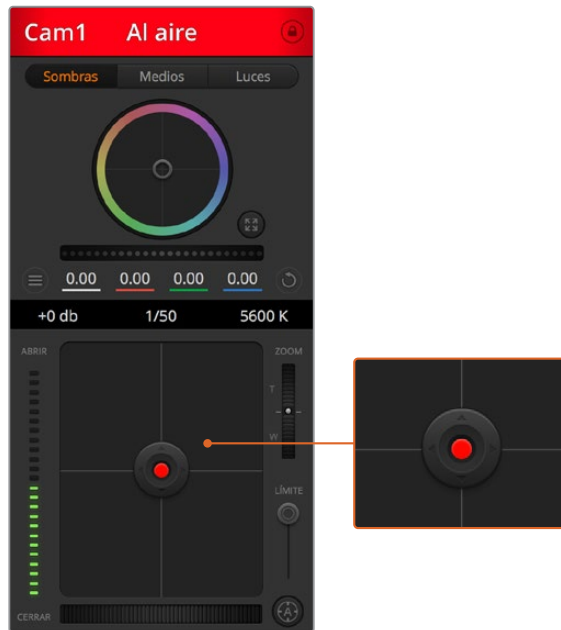 Cam1 Al aire
Sombras Medios Luces
0.00 0.00 0.00 0.00
+0 db 1/50 5600 K
ABRIR ZOOM
T
W
LÍMITE
CERRAR A